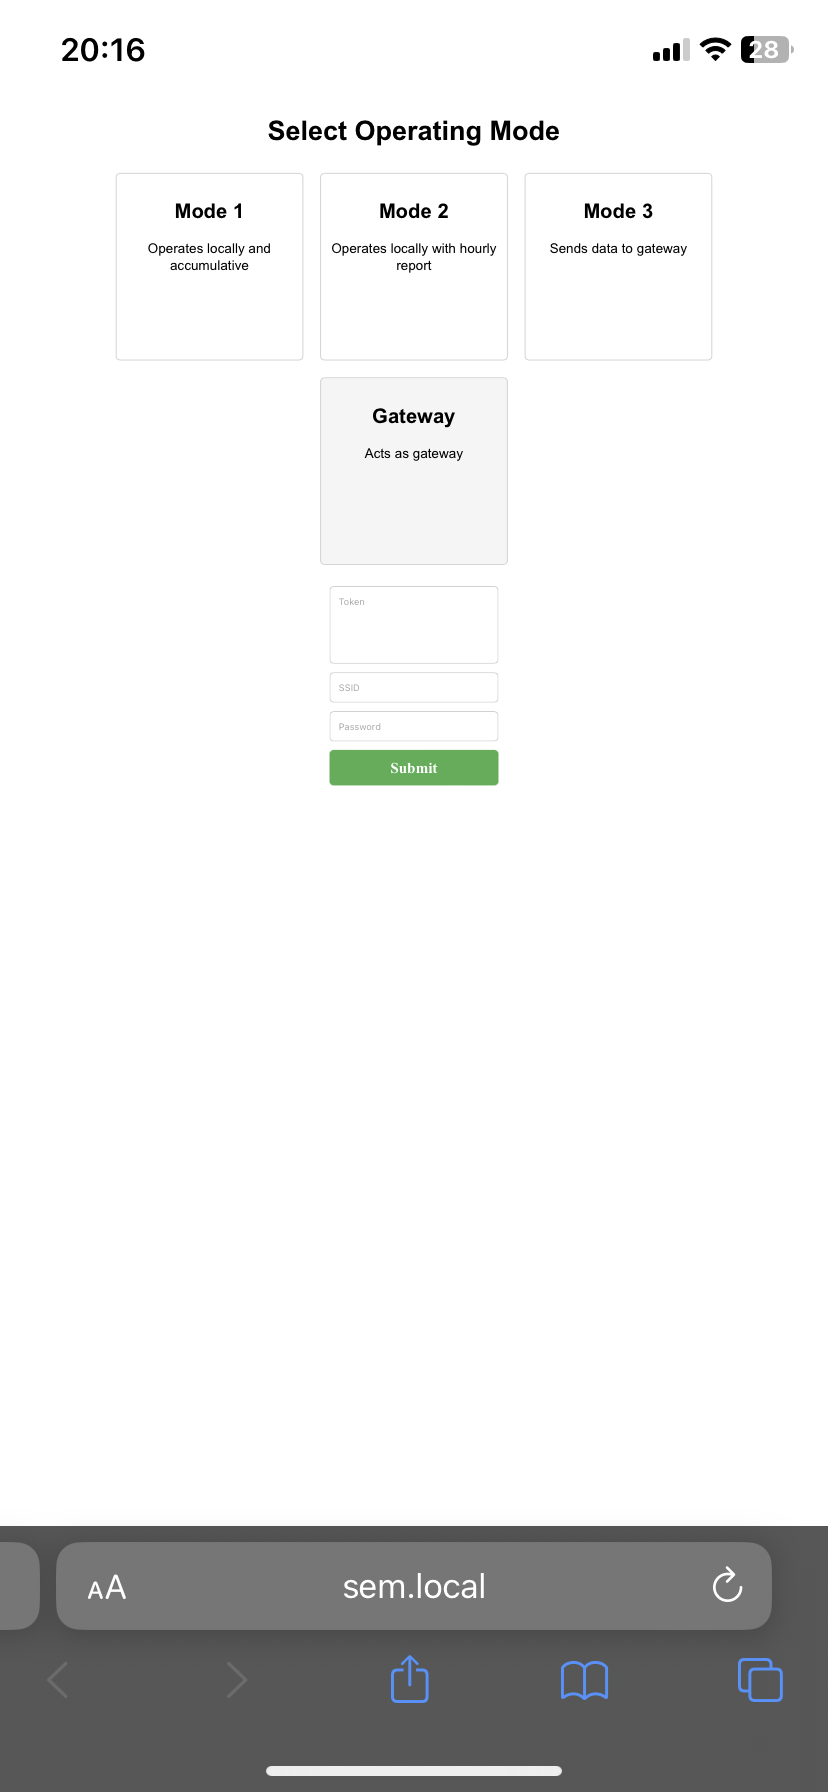 20:16
28
Select Operating Mode
Mode 1
Operates locally and
accumulative
Mode 2
Operates locally with hourly
report
Mode 3
Sends data to gateway
Gateway
Acts as gateway
Token
SSID
Password
Submit
AA
sem.local